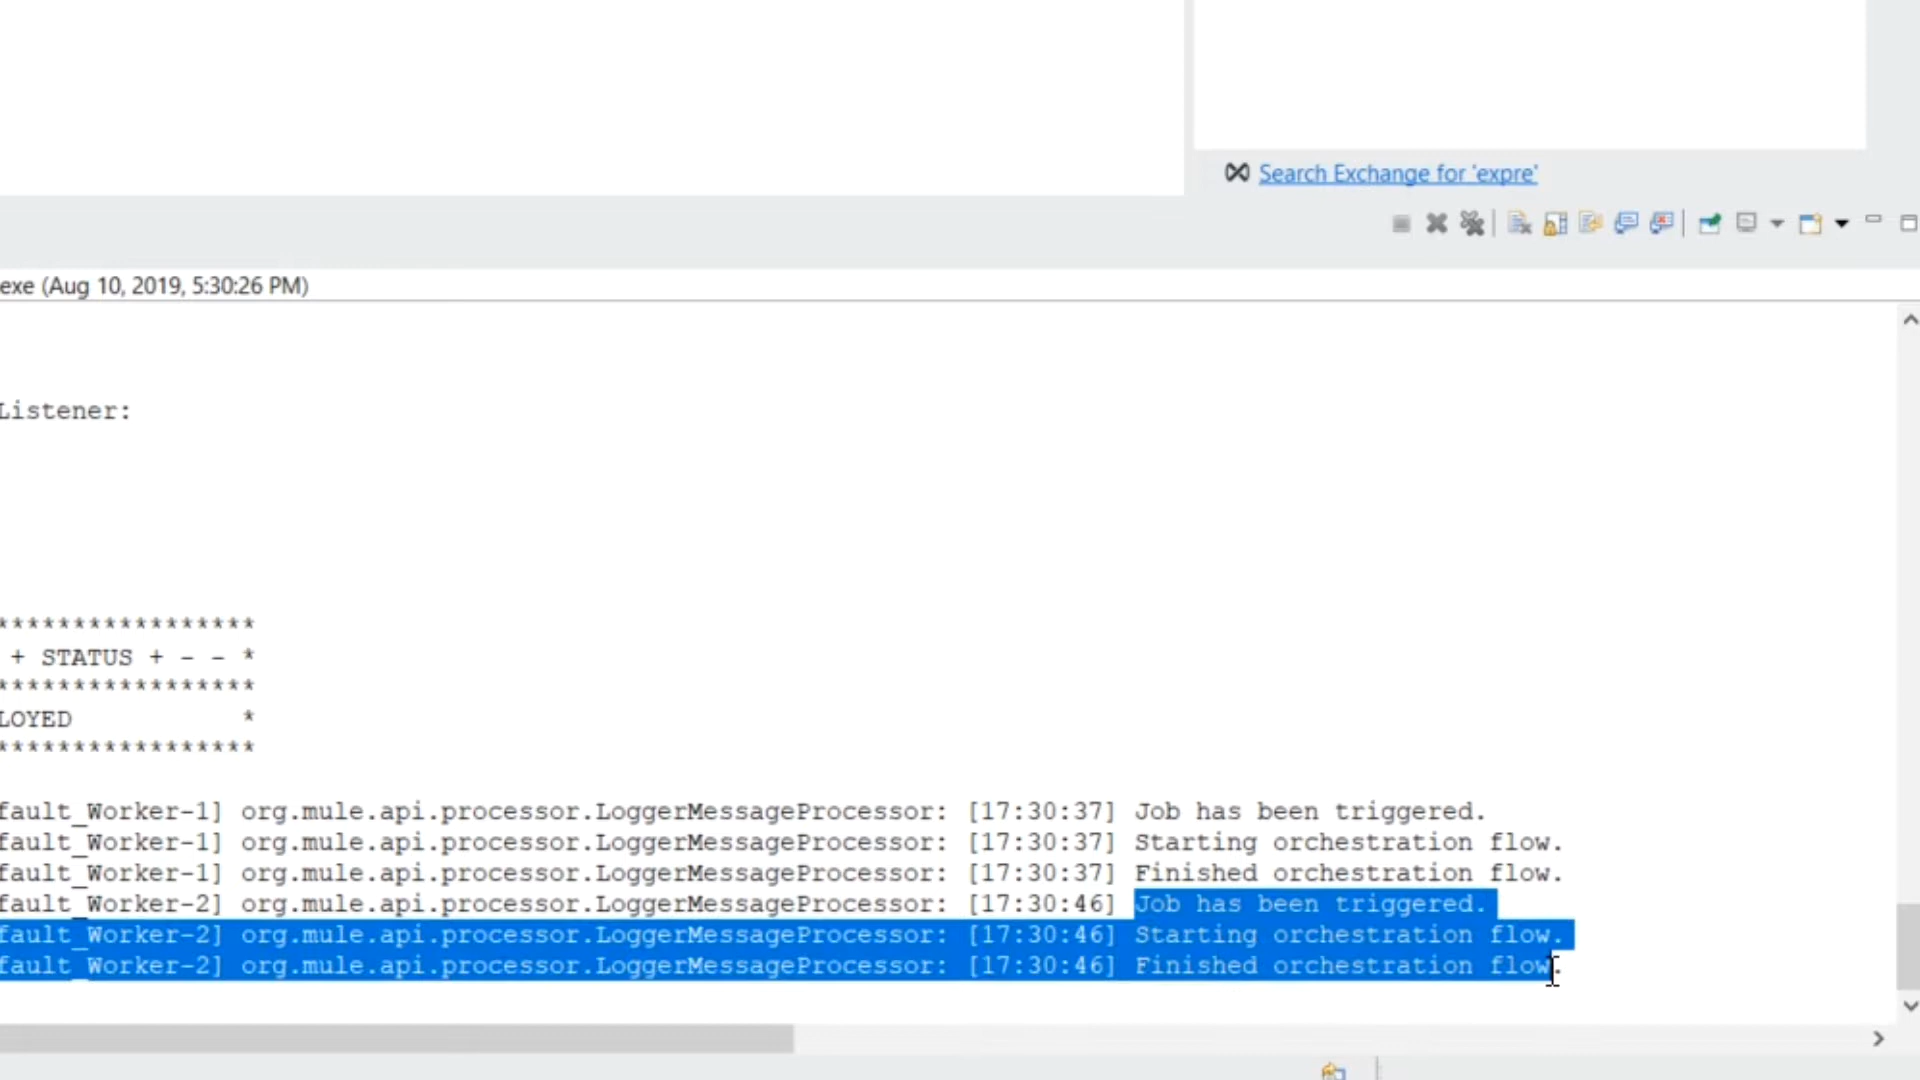 Search Exchange for 'expre'
exe (Aug 10, 2019, 5:30:26 PM)
Listener:
*****************
+ STATUS + - - *
*****************
LOYED *
*****************
fault_Worker-1] org.mule.api.processor.LoggerMessageProcessor: [17:30:37] Job has been triggered.
fault_Worker-1] org.mule.api.processor.LoggerMessageProcessor: [17:30:37] Starting orchestration flow.
fault_Worker-1] org.mule.api.processor.LoggerMessageProcessor: [17:30:37] Finished orchestration flow.
fault_Worker-2] org.mule.api.processor.LoggerMessageProcessor: [17:30:46] Job has been triggered.
fault_Worker-2] org.mule.api.processor.LoggerMessageProcessor: [17:30:46] Starting orchestration flow.
fault_Worker-2] org.mule.api.processor.LoggerMessageProcessor: [17:30:46] Finished orchestration flow.